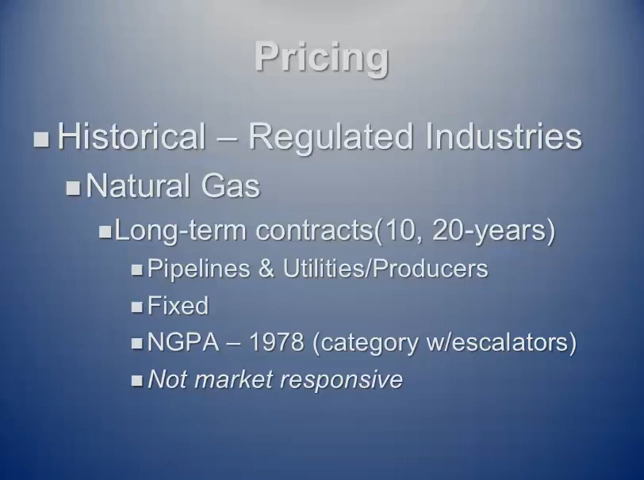 Pricing
Historical – Regulated Industries
Natural Gas
Long-term contracts(10, 20-years)
Pipelines & Utilities/Producers
Fixed
NGPA – 1978 (category w/escalators)
Not market responsive